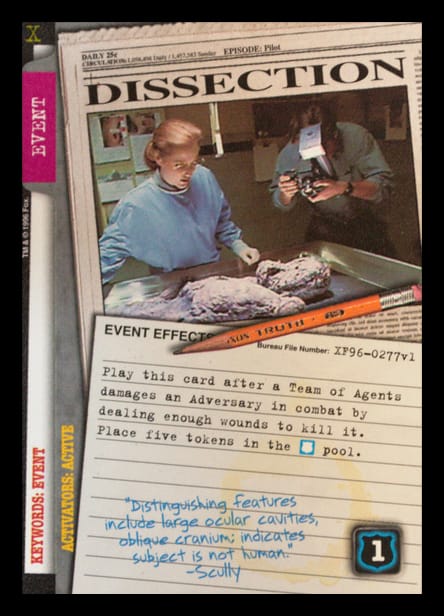 X
EVENT
TM & © 1996 Fox.
KEYWORDS: EVENT
ACTIVATORS: ACTIVE
DAILY 25¢
EPISODE: Pilot
DISSECTION
EVENT EFFECTS
TRUTH
Bureau File Number: XF96-0277v1
Play this card after a Team of Agents
damages an Adversary in combat by
dealing enough wounds to kill it.
Place five tokens in the pool.
"Distinguishing features
include large ocular cavities,
oblique cranium; indicates
subject is not human."
-Scully
1